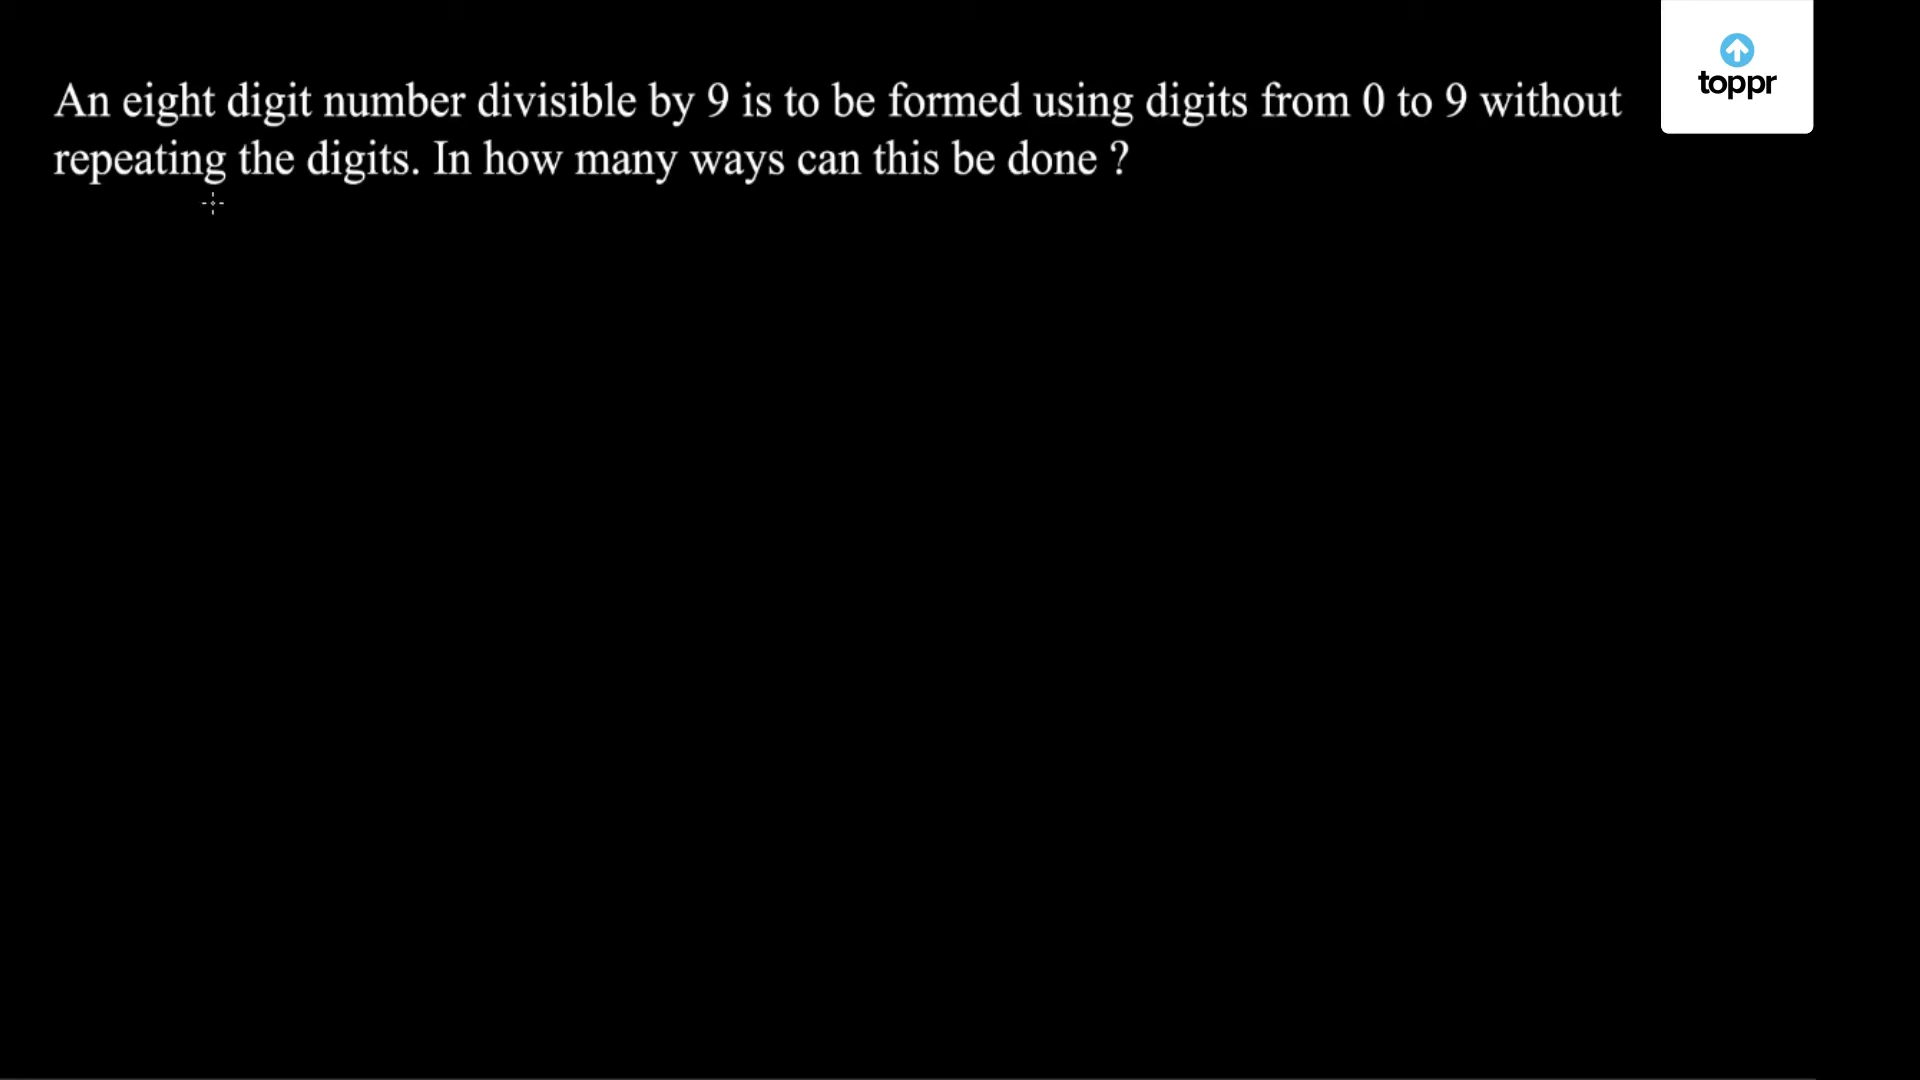 An eight digit number divisible by 9 is to be formed using digits from 0 to 9 without
repeating the digits. In how many ways can this be done ?
toppr